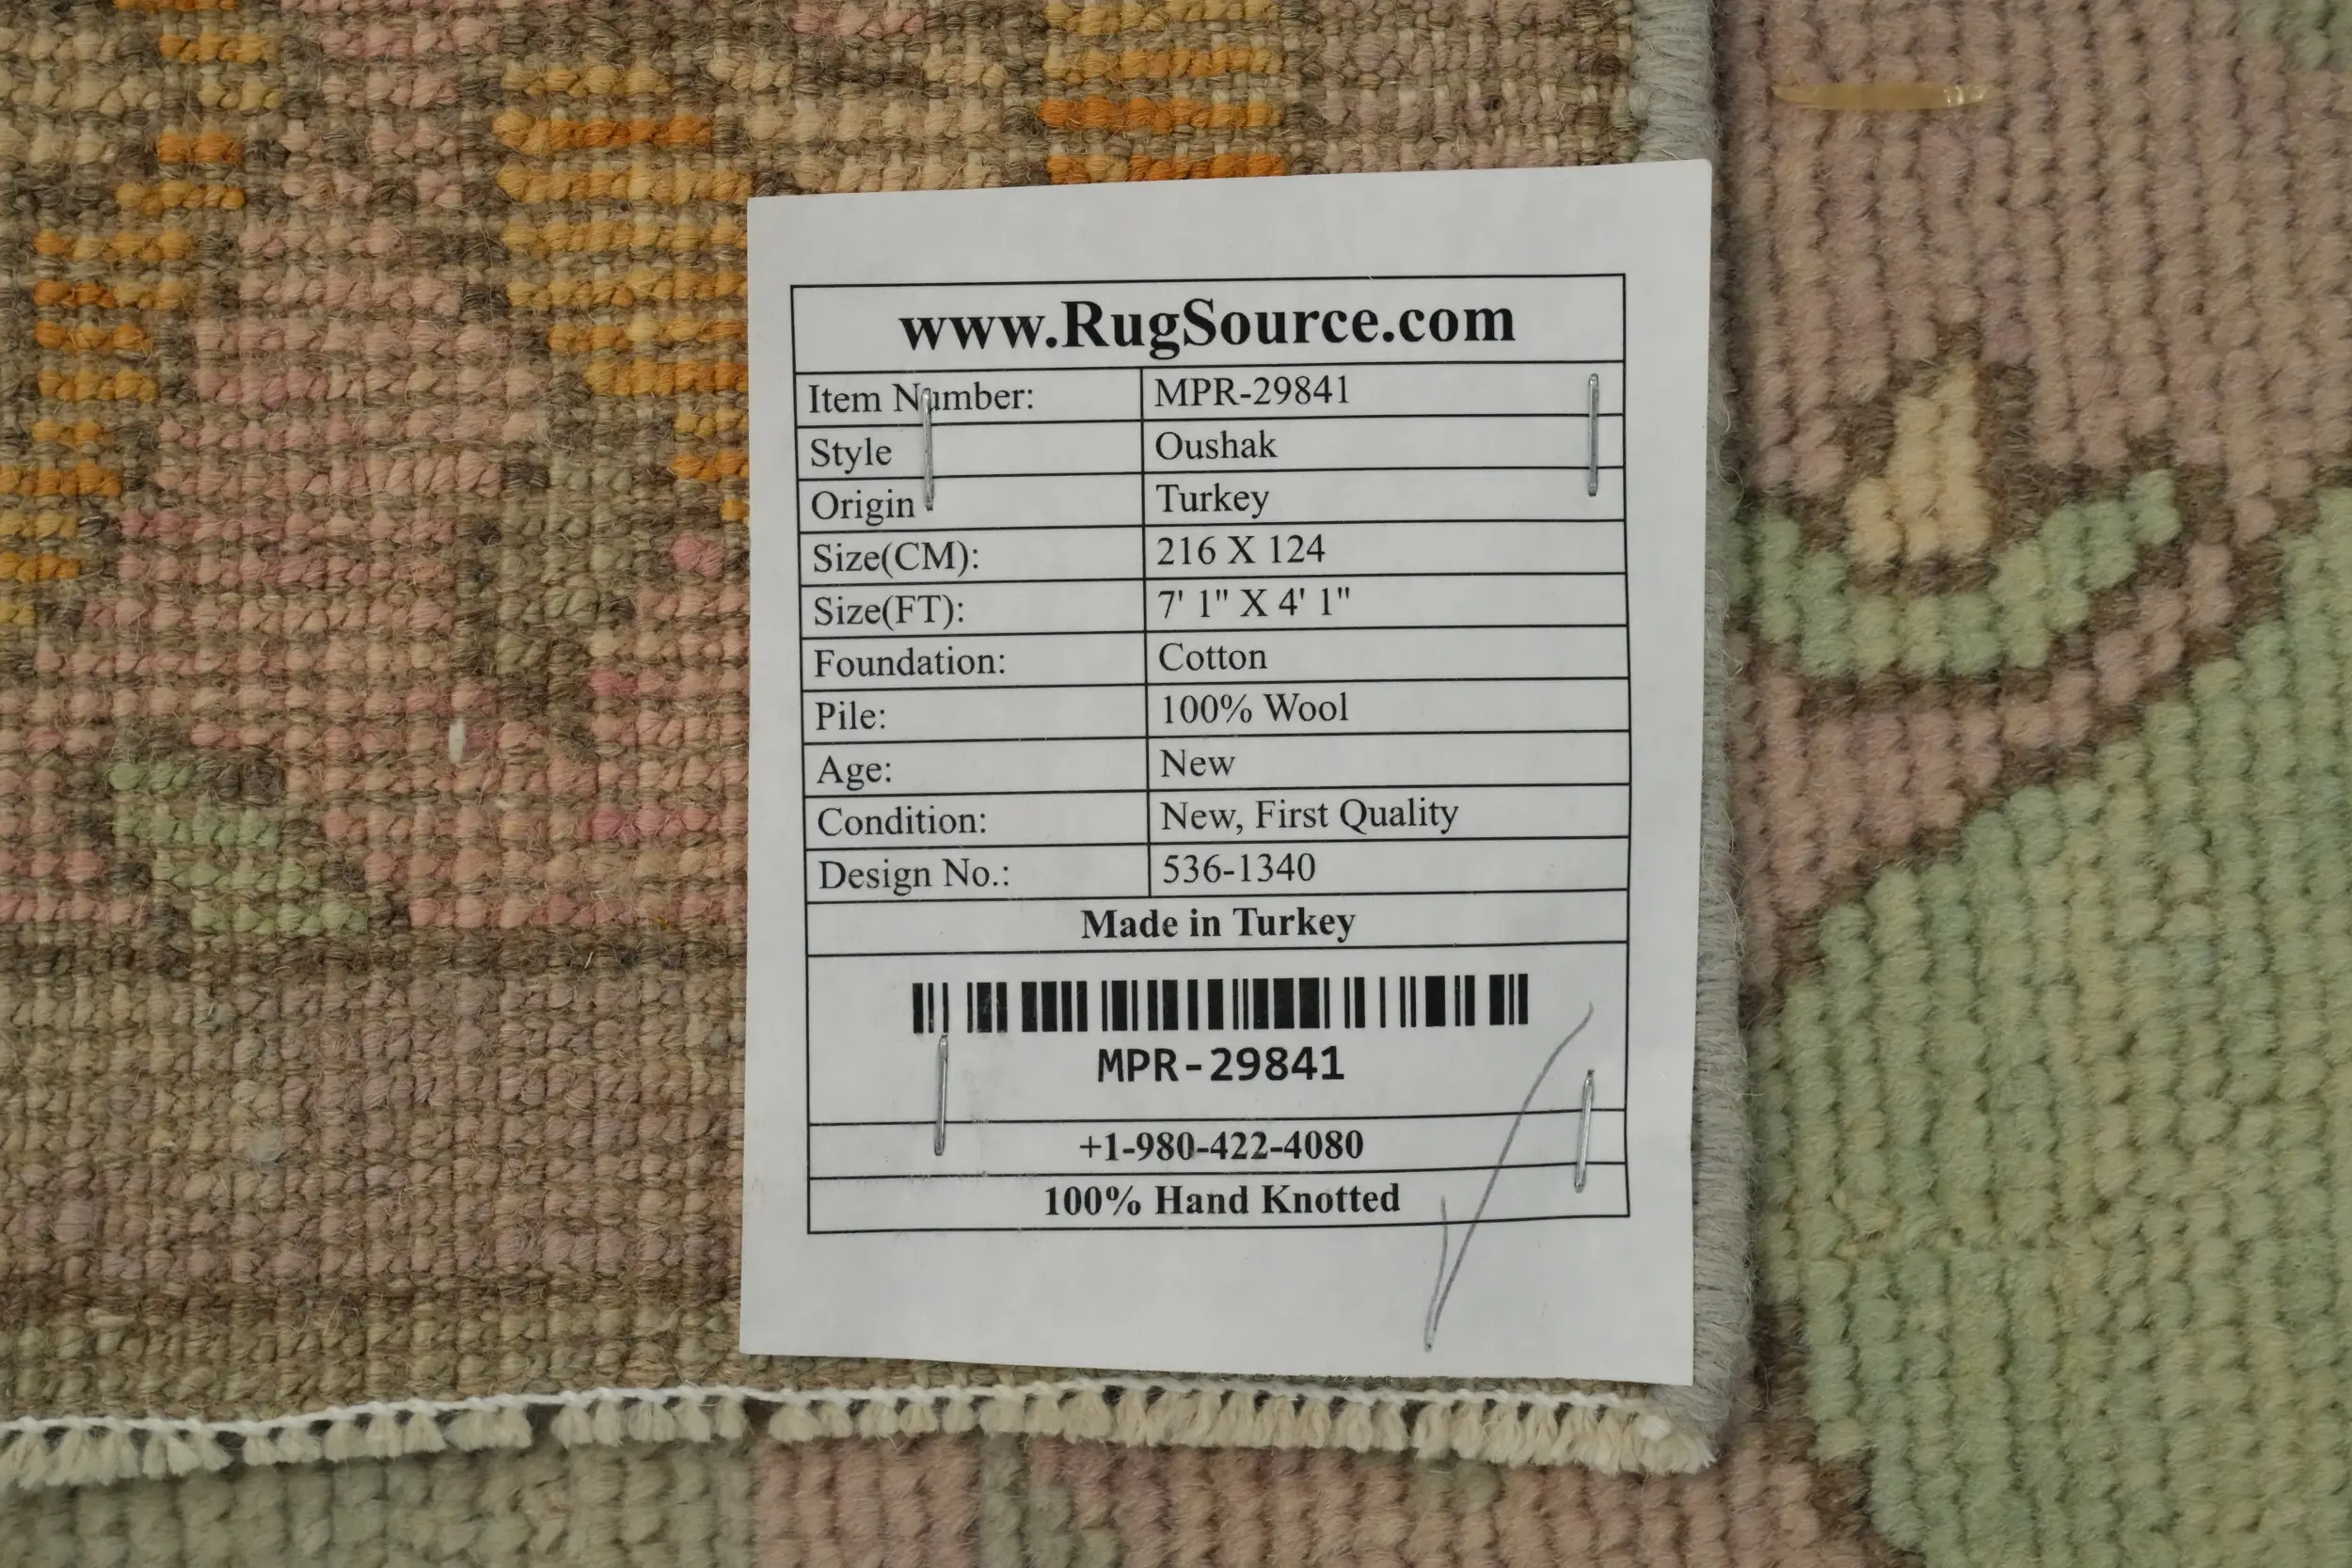 www.RugSource.com
Item Number: MPR-29841
Style Oushak
Origin Turkey
Size(CM): 216 X 124
Size(FT): 7' 1" X 4' 1"
Foundation: Cotton
Pile: 100% Wool
Age: New
Condition: New, First Quality
Design No.: 536-1340
Made in Turkey
MPR-29841
+1-980-422-4080
100% Hand Knotted